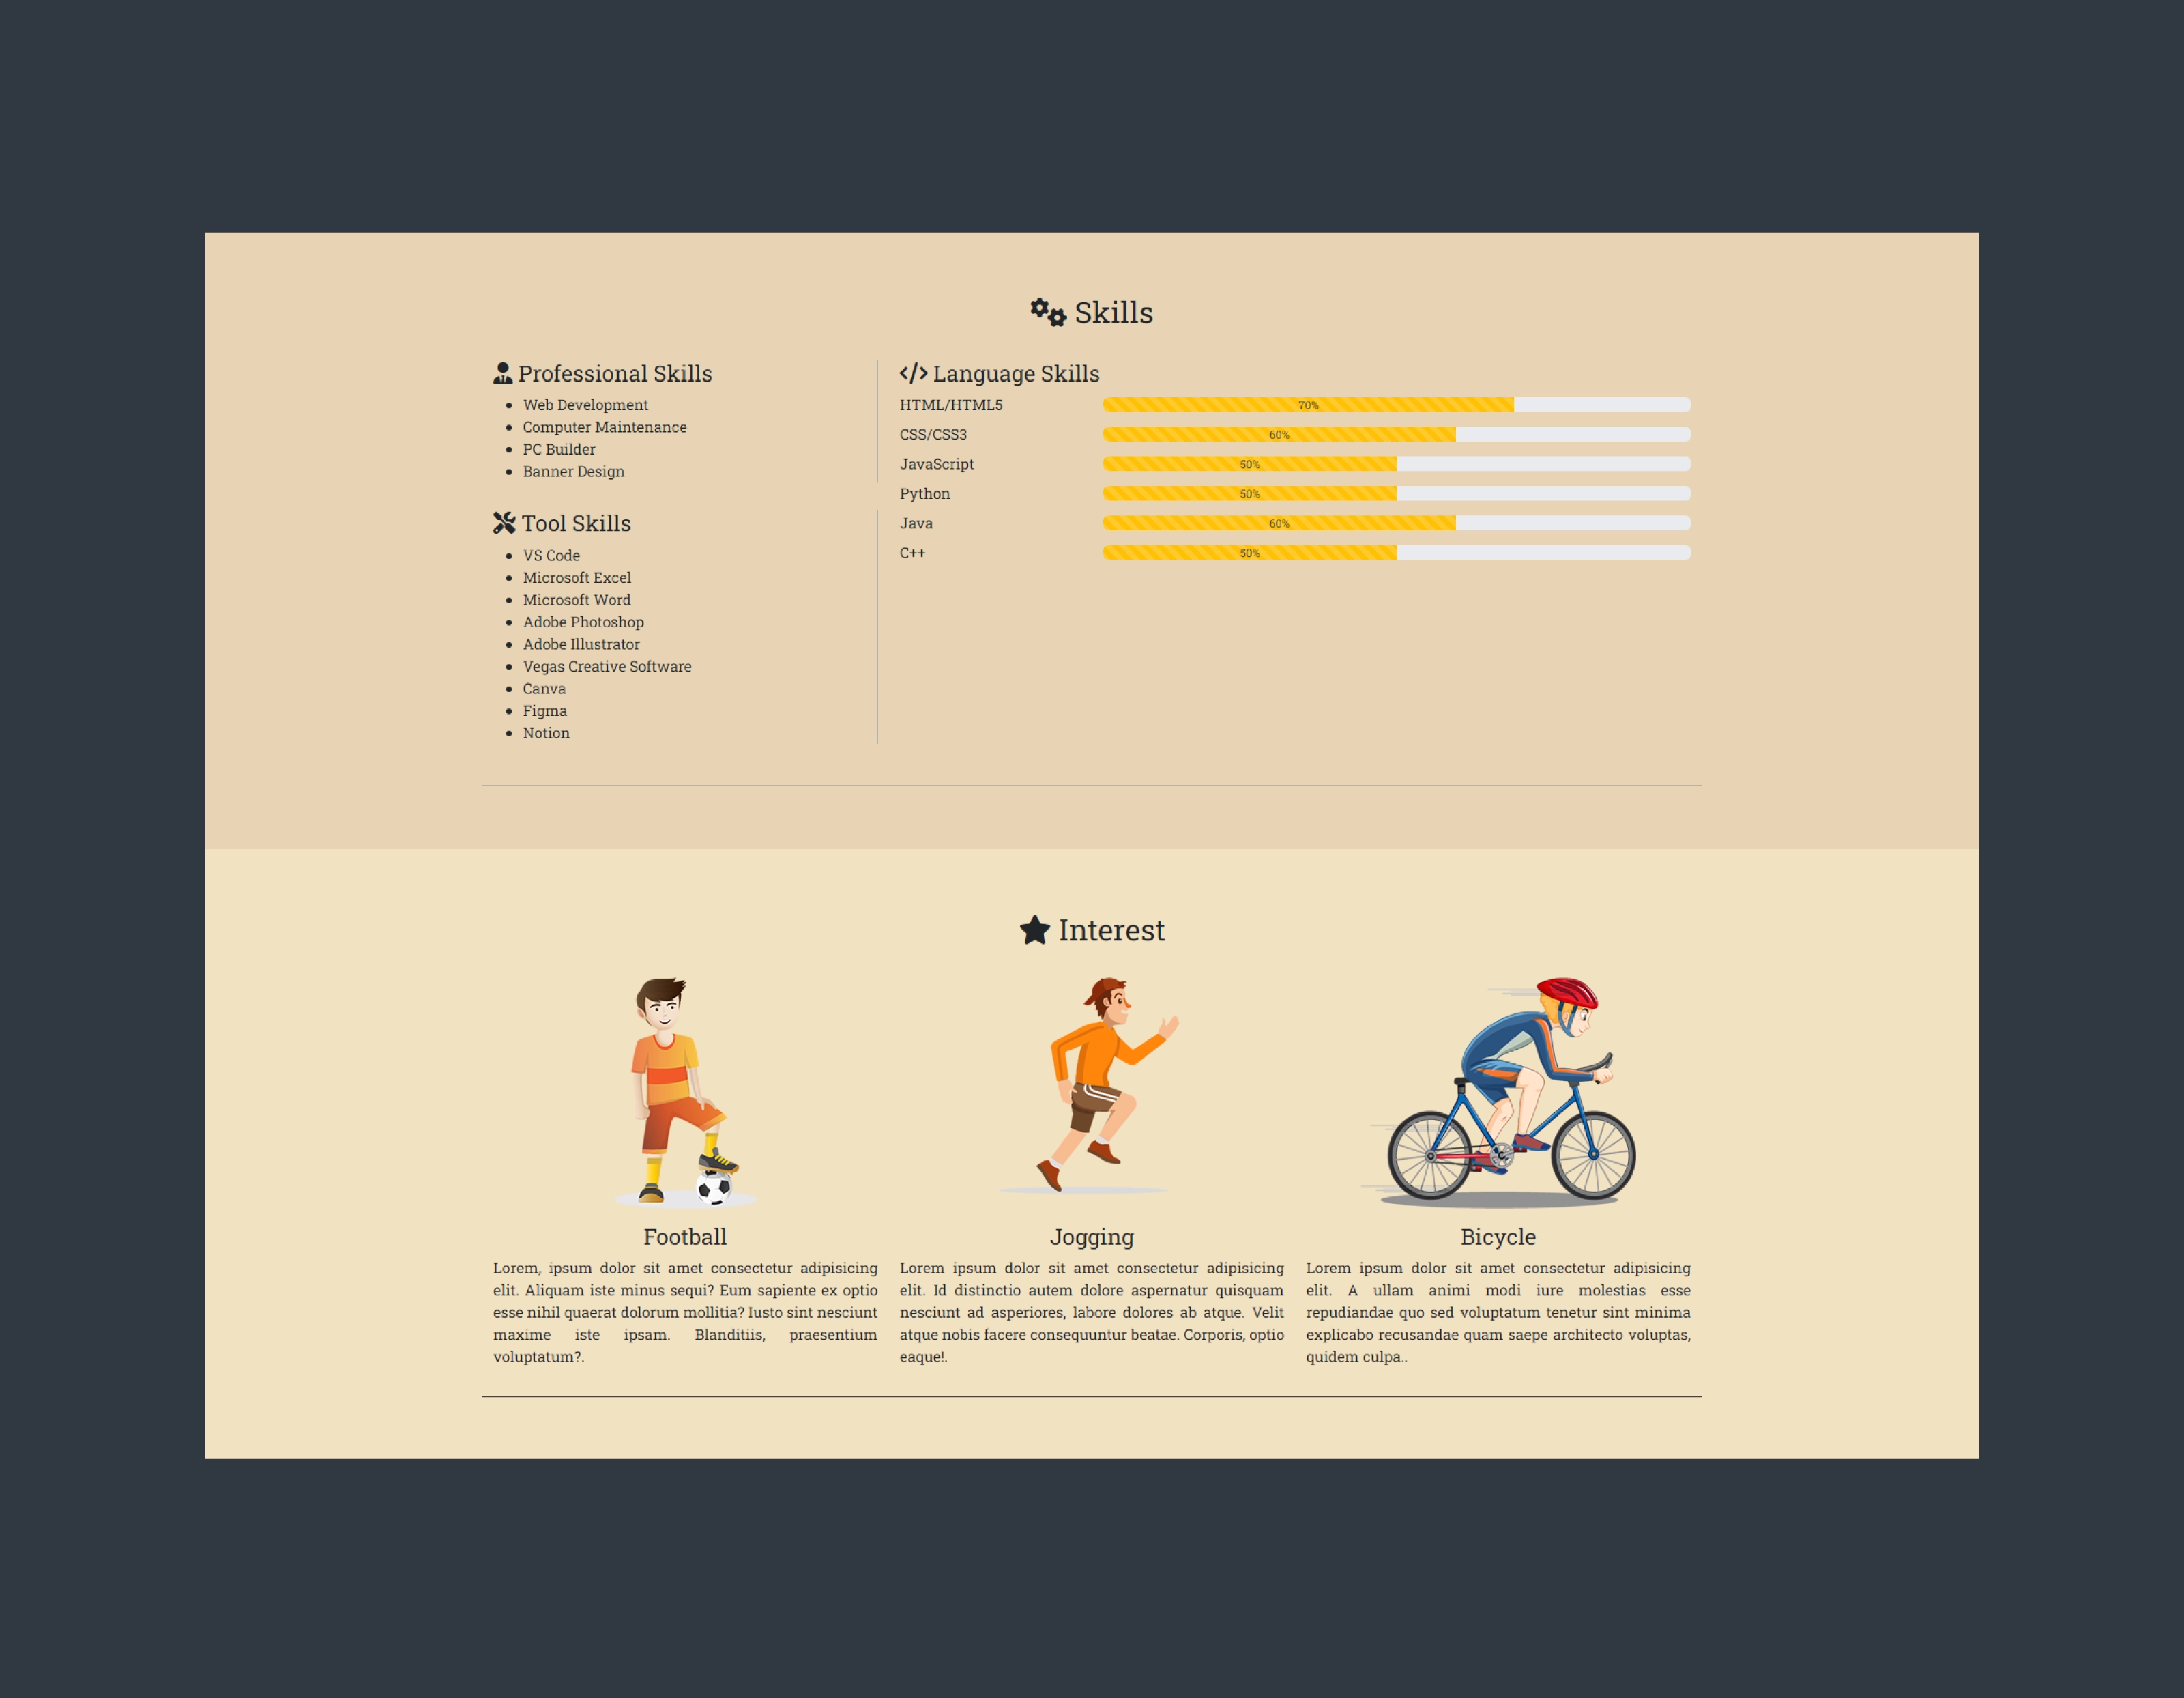 Skills
Professional Skills
Web Development
Computer Maintenance
PC Builder
Banner Design
Tool Skills
VS Code
Microsoft Excel
Microsoft Word
Adobe Photoshop
Adobe Illustrator
Vegas Creative Software
Canva
Figma
Notion
Language Skills
HTML/HTML5 70%
CSS/CSS3 60%
JavaScript 50%
Python 50%
Java 60%
C++ 50%
Interest
Football
Lorem, ipsum dolor sit amet consectetur adipisicing
elit. Aliquam iste minus sequi? Eum sapiente ex optio
esse nihil quaerat dolorum mollitia? Iusto sint nesciunt
maxime iste ipsam. Blanditiis, praesentium
voluptatum?.
Jogging
Lorem ipsum dolor sit amet consectetur adipisicing
elit. Id distinctio autem dolore aspernatur quisquam
nesciunt ad asperiores, labore dolores ab atque. Velit
atque nobis facere consequuntur beatae. Corporis, optio
eaque!.
Bicycle
Lorem ipsum dolor sit amet consectetur adipisicing
elit. A ullam animi modi iure molestias esse
repudiandae quo sed voluptatum tenetur sint minima
explicabo recusandae quam saepe architecto voluptas,
quidem culpa..